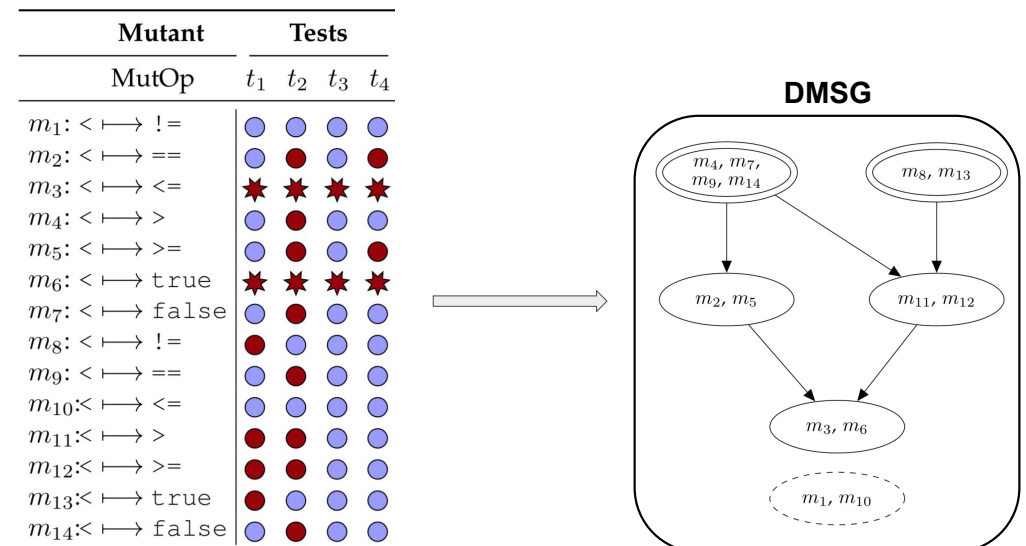 Mutant Tests
MutOp t₁ t₂ t₃ t₄
m₁: < ⟼ !=
m₂: < ⟼ ==
m₃: < ⟼ <=
m₄: < ⟼ >
m₅: < ⟼ >=
m₆: < ⟼ true
m₇: < ⟼ false
m₈: < ⟼ !=
m₉: < ⟼ ==
m₁₀:< ⟼ <=
m₁₁:< ⟼ >
m₁₂:< ⟼ >=
m₁₃:< ⟼ true
m₁₄:< ⟼ false
DMSG
m₄, m₇,
m₉, m₁₄
m₈, m₁₃
m₂, m₅
m₁₁, m₁₂
m₃, m₆
m₁, m₁₀